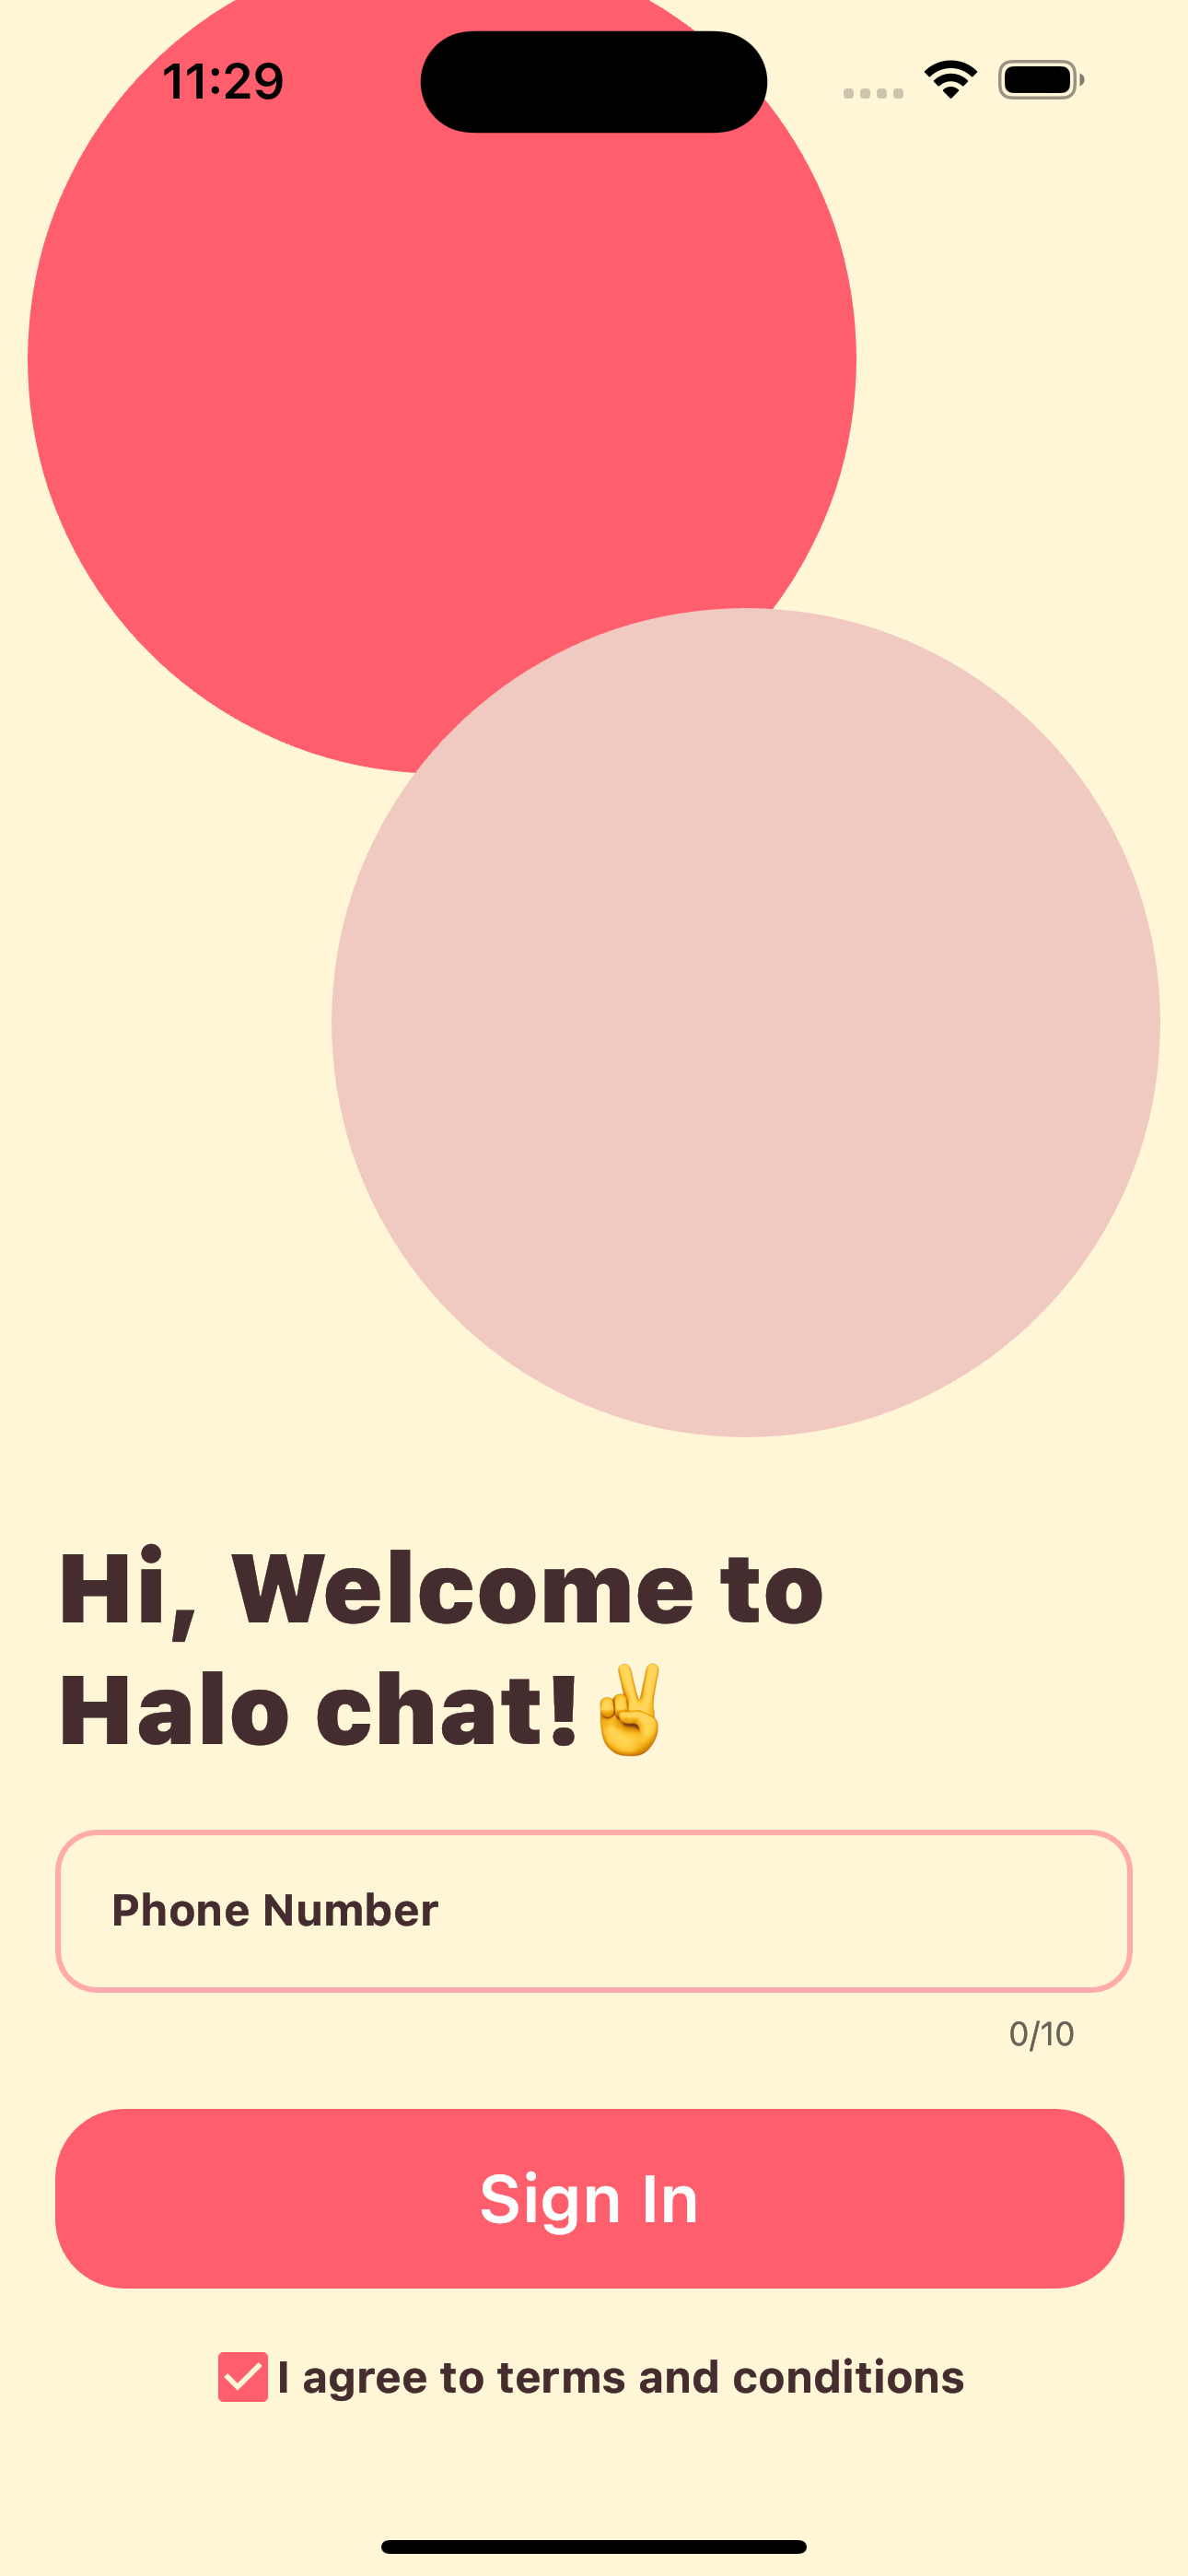 11:29
Hi, Welcome to
Halo chat!✌️
Phone Number
0/10
Sign In
I agree to terms and conditions